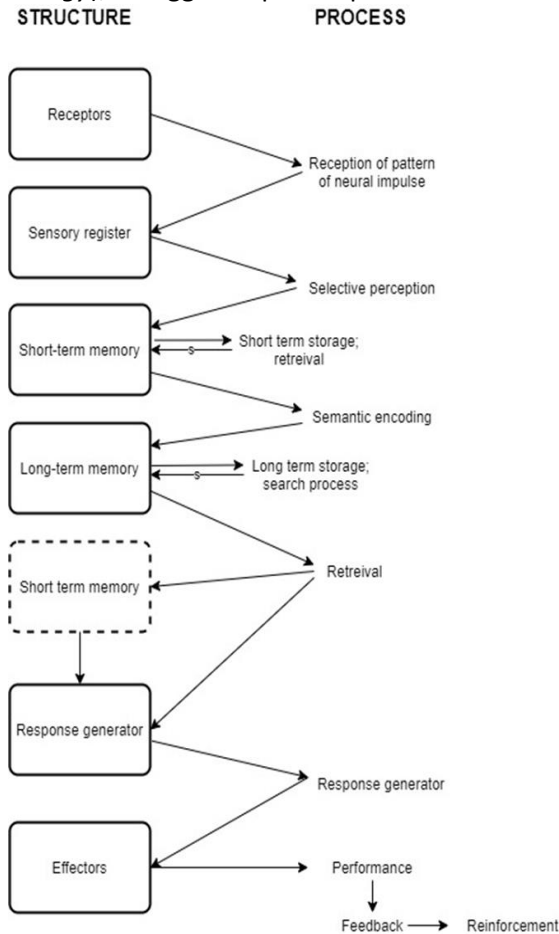 STRUCTURE
PROCESS
Receptors
Reception of pattern
of neural impulse
Sensory register
Selective perception
Short-term memory
s
Short term storage;
retreival
Semantic encoding
Long-term memory
s
Long term storage;
search process
Short term memory
Retreival
Response generator
Response generator
Effectors
Performance
Feedback
Reinforcement